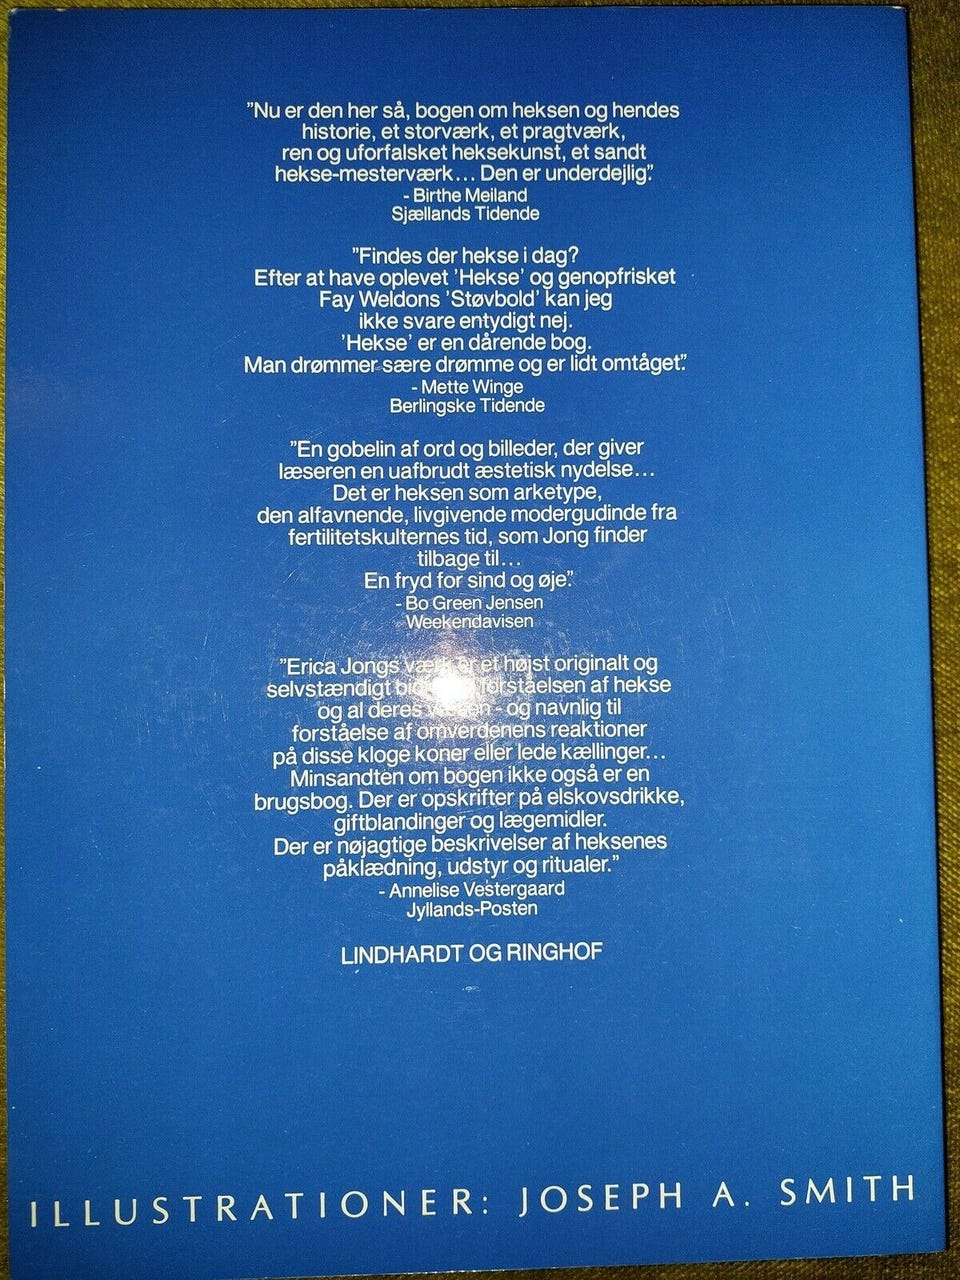 ”Nu er den her så, bogen om heksen og hendes
historie, et storværk, et pragtværk,
ren og uforfalsket heksekunst, et sandt
hekse-mesterværk... Den er underdejlig”.
- Birthe Meiland
Sjællands Tidende
”Findes der hekse i dag?
Efter at have oplevet ’Hekse’ og genopfrisket
Fay Weldons ’Støvbold’ kan jeg
ikke svare entydigt nej.
’Hekse’ er en dårende bog.
Man drømmer sære drømme og er lidt omtåget”.
- Mette Winge
Berlingske Tidende
”En gobelin af ord og billeder, der giver
læseren en uafbrudt æstetisk nydelse...
Det er heksen som arketype,
den alfavnende, livgivende modergudinde fra
fertilitetskulternes tid, som Jong finder
tilbage til...
En fryd for sind og øje”.
- Bo Green Jensen
Weekendavisen
”Erica Jongs værk er et højst originalt og
selvstændigt forståelsen af hekse
og al deres - og navnlig til
forståelse af omverdenens reaktioner
på disse kloge koner eller lede kællinger...
Minsandten om bogen ikke også er en
brugsbog. Der er opskrifter på elskovsdrikke,
giftblandinger og lægemidler.
Der er nøjagtige beskrivelser af heksenes
påklædning, udstyr og ritualer.”
- Annelise Vestergaard
Jyllands-Posten
LINDHARDT OG RINGHOF
ILLUSTRATIONER: JOSEPH A. SMITH